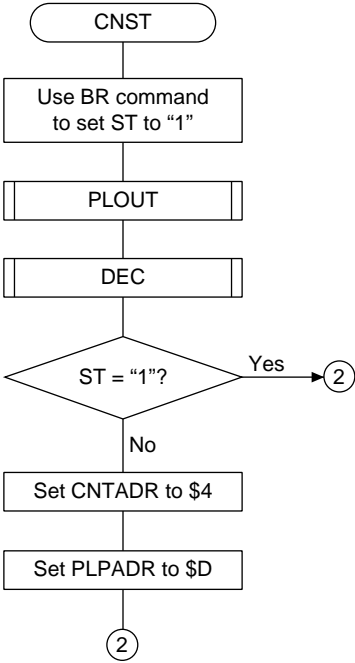 CNST
Use BR command
to set ST to “1”
PLOUT
DEC
ST = “1”?
Yes
2
No
Set CNTADR to $4
Set PLPADR to $D
2